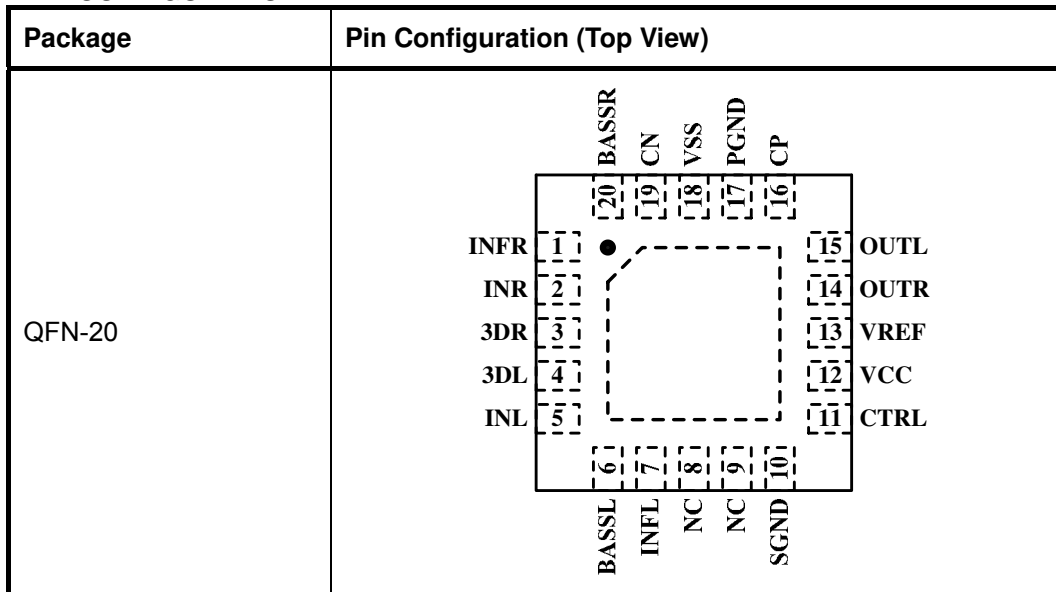 Package Pin Configuration (Top View)
QFN-20
BASSR CN VSS PGND CP
20 19 18 17 16
INFR 1 15 OUTL
INR 2 14 OUTR
3DR 3 13 VREF
3DL 4 12 VCC
INL 5 11 CTRL
6 7 8 9 10
BASSL INFL NC NC SGND